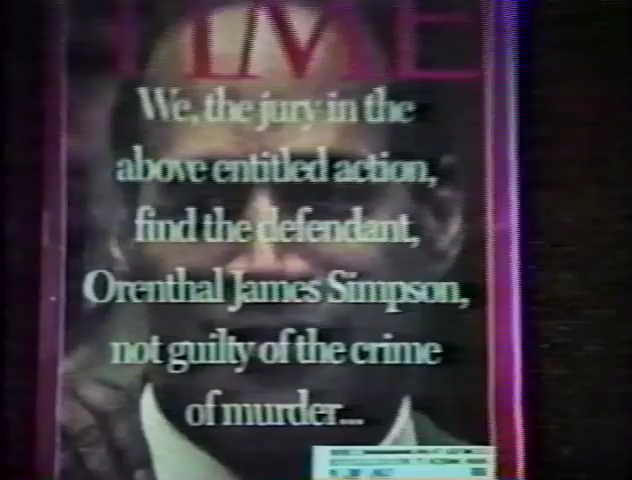 TIME
We, the jury in the
above entitled action,
find the defendant,
Orenthal James Simpson,
not guilty of the crime
of murder...